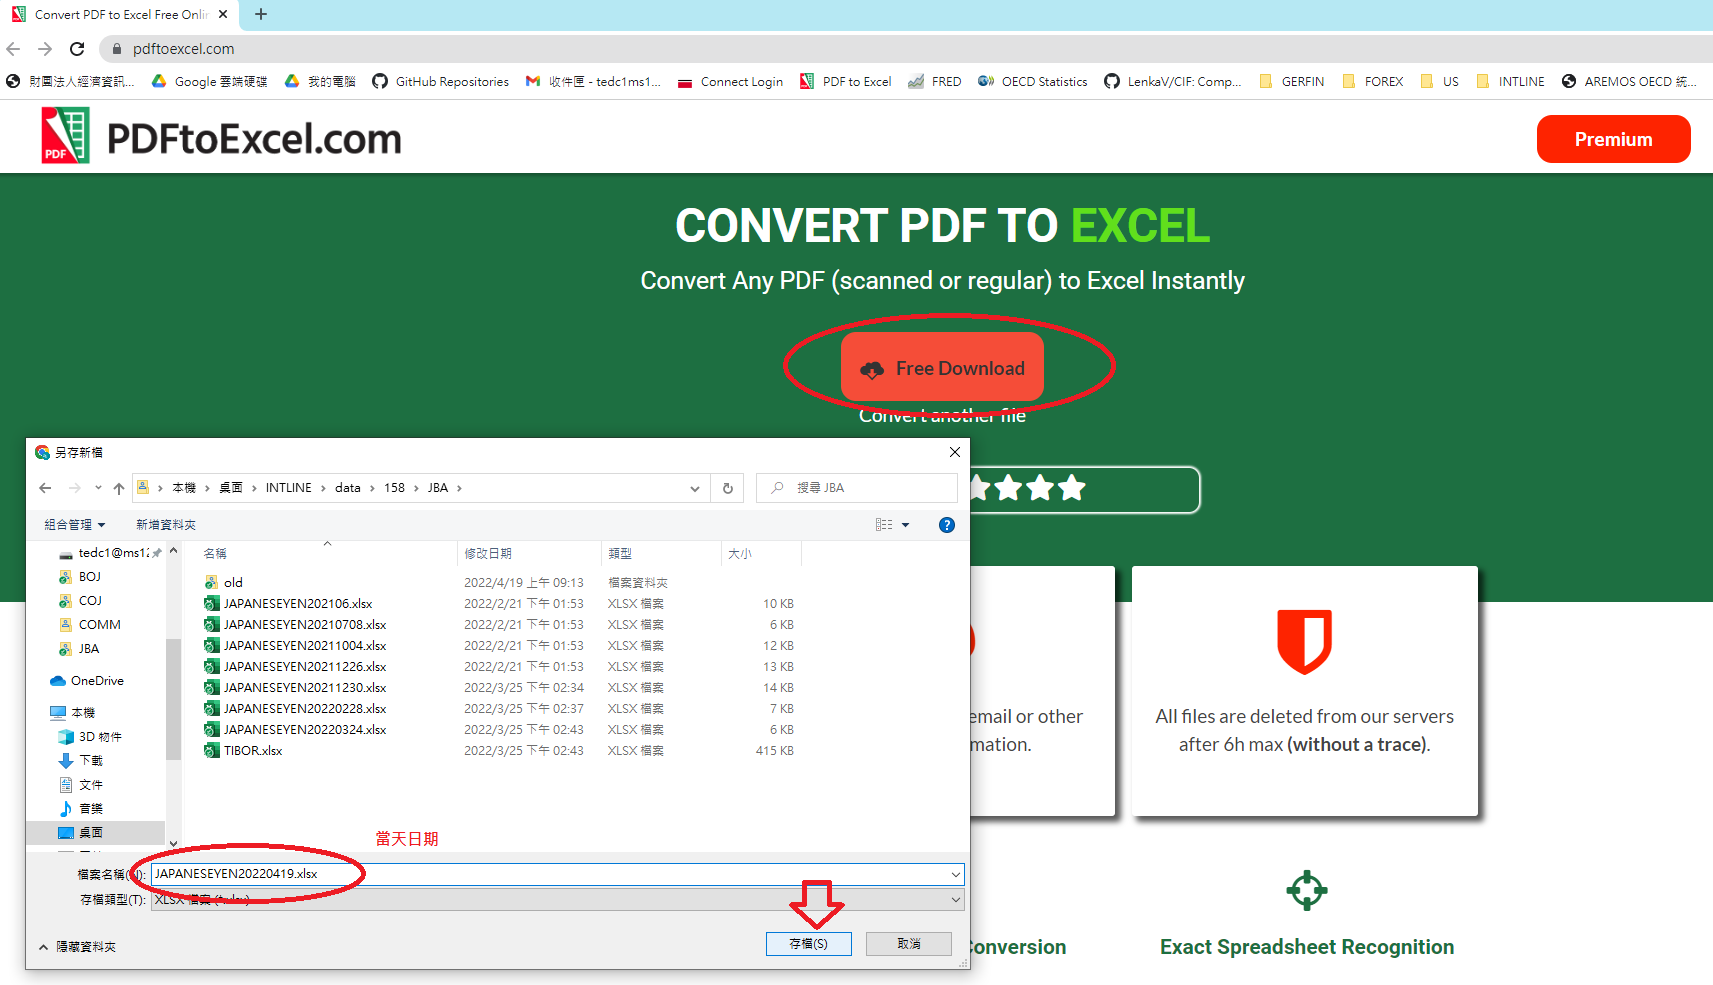 Convert PDF to Excel Free Onlin
pdftoexcel.com
財團法人經濟資訊...
Google 雲端硬碟
我的電腦
GitHub Repositories
收件匣 - tedc1ms1...
Connect Login
PDF to Excel
FRED
OECD Statistics
LenkaV/CIF: Comp...
GERFIN
FOREX
US
INTLINE
AREMOS OECD 統...
PDF
PDFtoExcel.com
Premium
CONVERT PDF TO EXCEL
Convert Any PDF (scanned or regular) to Excel Instantly
Free Download
Convert another file
另存新檔
本機 › 桌面 › INTLINE › data › 158 › JBA ›
搜尋 JBA
組合管理
新增資料夾
tedc1@ms12
BOJ
COJ
COMM
JBA
OneDrive
本機
3D 物件
下載
文件
音樂
桌面
名稱 修改日期 類型 大小
old 2022/4/19 上午 09:13 檔案資料夾
JAPANESEYEN202106.xlsx 2022/2/21 下午 01:53 XLSX 檔案 10 KB
JAPANESEYEN20210708.xlsx 2022/2/21 下午 01:53 XLSX 檔案 6 KB
JAPANESEYEN20211004.xlsx 2022/2/21 下午 01:53 XLSX 檔案 12 KB
JAPANESEYEN20211226.xlsx 2022/2/21 下午 01:53 XLSX 檔案 13 KB
JAPANESEYEN20211230.xlsx 2022/3/25 下午 02:34 XLSX 檔案 14 KB
JAPANESEYEN20220228.xlsx 2022/3/25 下午 02:37 XLSX 檔案 7 KB
JAPANESEYEN20220324.xlsx 2022/3/25 下午 02:43 XLSX 檔案 6 KB
TIBOR.xlsx 2022/3/25 下午 02:43 XLSX 檔案 415 KB
當天日期
檔案名稱(N): JAPANESEYEN20220419.xlsx
存檔類型(T): XLSX 檔案 (*.xlsx)
隱藏資料夾
存檔(S)
取消
email or other
mation.
All files are deleted from our servers
after 6h max (without a trace).
onversion
Exact Spreadsheet Recognition